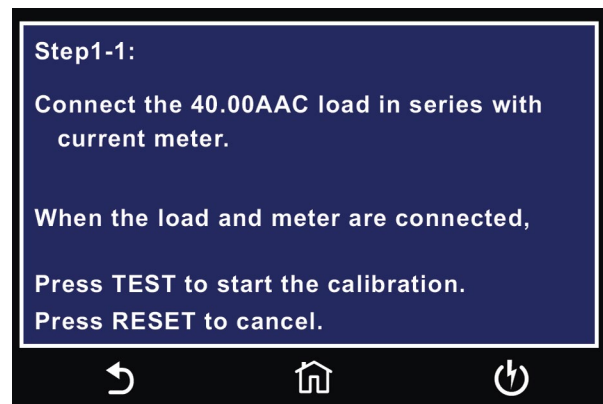 Step1-1:
Connect the 40.00AAC load in series with
current meter.
When the load and meter are connected,
Press TEST to start the calibration.
Press RESET to cancel.